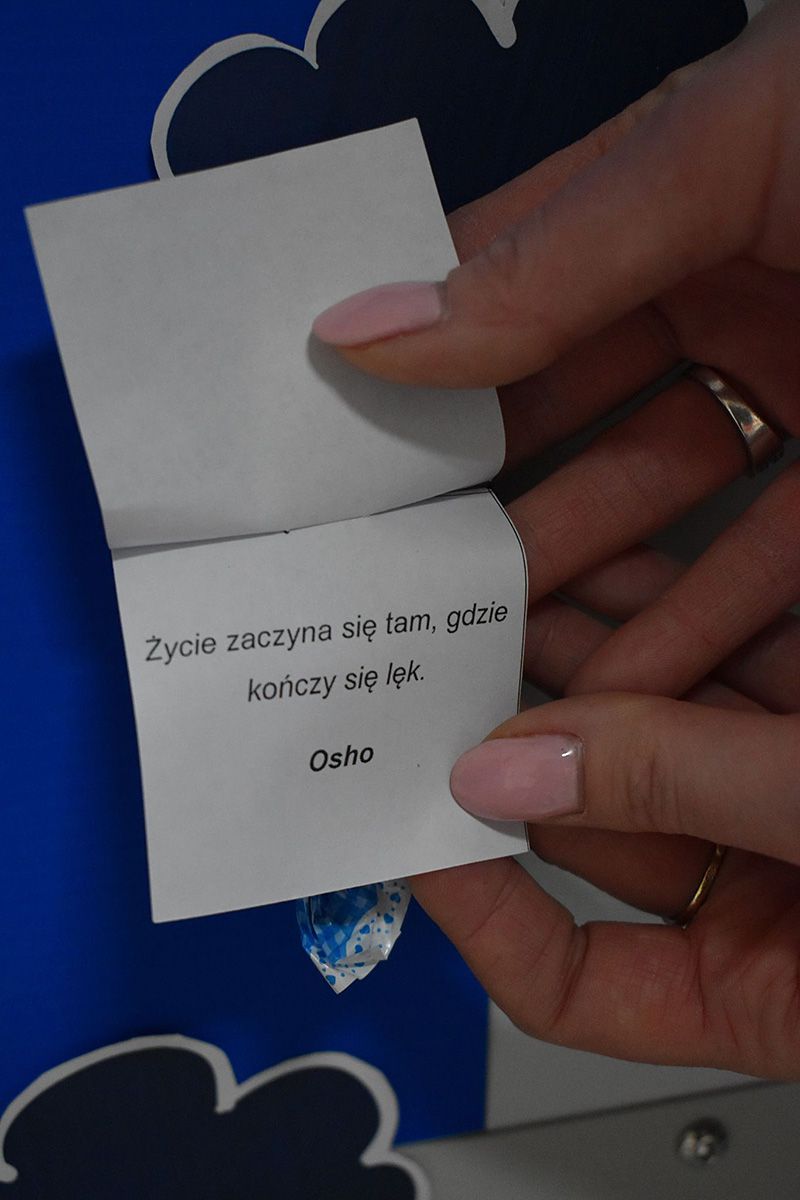 Życie zaczyna się tam, gdzie
kończy się lęk.
Osho